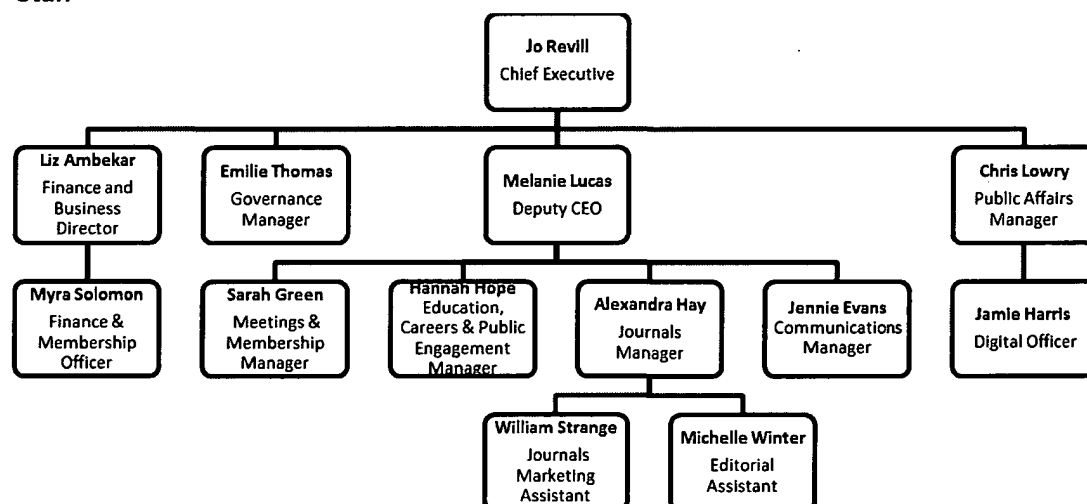 Jo Revill
Chief Executive
Liz Ambekar
Finance and
Business
Director
Emilie Thomas
Governance
Manager
Melanie Lucas
Deputy CEO
Chris Lowry
Public Affairs
Manager
Myra Solomon
Finance &
Membership
Officer
Sarah Green
Meetings &
Membership
Manager
Hannah Hope
Education,
Careers & Public
Engagement
Manager
Alexandra Hay
Journals
Manager
Jennie Evans
Communications
Manager
Jamie Harris
Digital Officer
William Strange
Journals
Marketing
Assistant
Michelle Winter
Editorial
Assistant